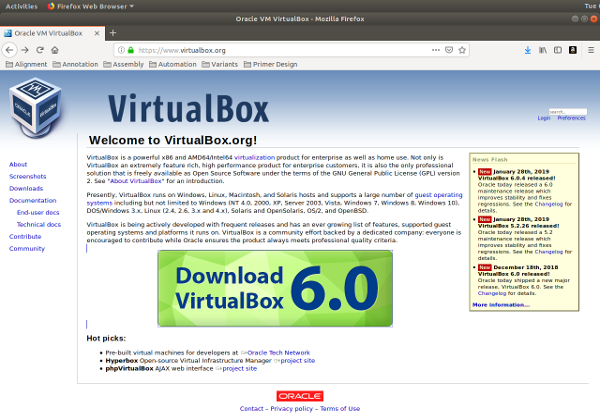 Activities Firefox Web Browser Tue
Oracle VM VirtualBox - Mozilla Firefox
Oracle VM VirtualBox
https://www.virtualbox.org
Alignment Annotation Assembly Automation Variants Primer Design
VirtualBox
search...
Login Preferences
Welcome to VirtualBox.org!
About
Screenshots
Downloads
Documentation
End-user docs
Technical docs
Contribute
Community
VirtualBox is a powerful x86 and AMD64/Intel64 virtualization product for enterprise as well as home use. Not only is
VirtualBox an extremely feature rich, high performance product for enterprise customers, it is also the only professional
solution that is freely available as Open Source Software under the terms of the GNU General Public License (GPL) version
2. See "About VirtualBox" for an introduction.
Presently, VirtualBox runs on Windows, Linux, Macintosh, and Solaris hosts and supports a large number of guest operating
systems including but not limited to Windows (NT 4.0, 2000, XP, Server 2003, Vista, Windows 7, Windows 8, Windows 10),
DOS/Windows 3.x, Linux (2.4, 2.6, 3.x and 4.x), Solaris and OpenSolaris, OS/2, and OpenBSD.
VirtualBox is being actively developed with frequent releases and has an ever growing list of features, supported guest
operating systems and platforms it runs on. VirtualBox is a community effort backed by a dedicated company: everyone is
encouraged to contribute while Oracle ensures the product always meets professional quality criteria.
Download
VirtualBox 6.0
Hot picks:
Pre-built virtual machines for developers at Oracle Tech Network
Hyperbox Open-source Virtual Infrastructure Manager project site
phpVirtualBox AJAX web interface project site
News Flash
New January 28th, 2019
VirtualBox 6.0.4 released!
Oracle today released a 6.0
maintenance release which
improves stability and fixes
regressions. See the Changelog for
details.
New January 28th, 2019
VirtualBox 5.2.26 released!
Oracle today released a 5.2
maintenance release which
improves stability and fixes
regressions. See the Changelog for
details.
New December 18th, 2018
VirtualBox 6.0 released!
Oracle today shipped a new major
release, VirtualBox 6.0. See the
Changelog for details.
More information...
ORACLE
Contact – Privacy policy – Terms of Use